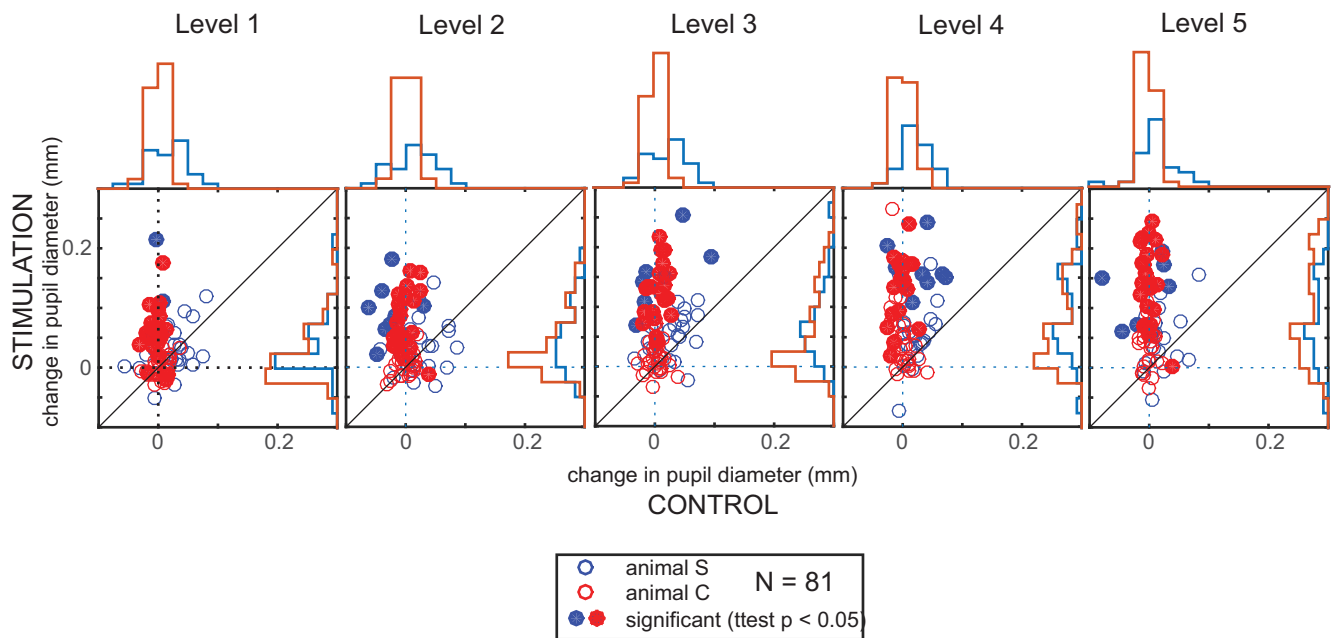 Level 1 Level 2 Level 3 Level 4 Level 5
STIMULATION
change in pupil diameter (mm)
0.2
0
0 0.2 0 0.2 0 0.2 0 0.2 0 0.2
change in pupil diameter (mm)
CONTROL
animal S
animal C
N = 81
significant (ttest p < 0.05)